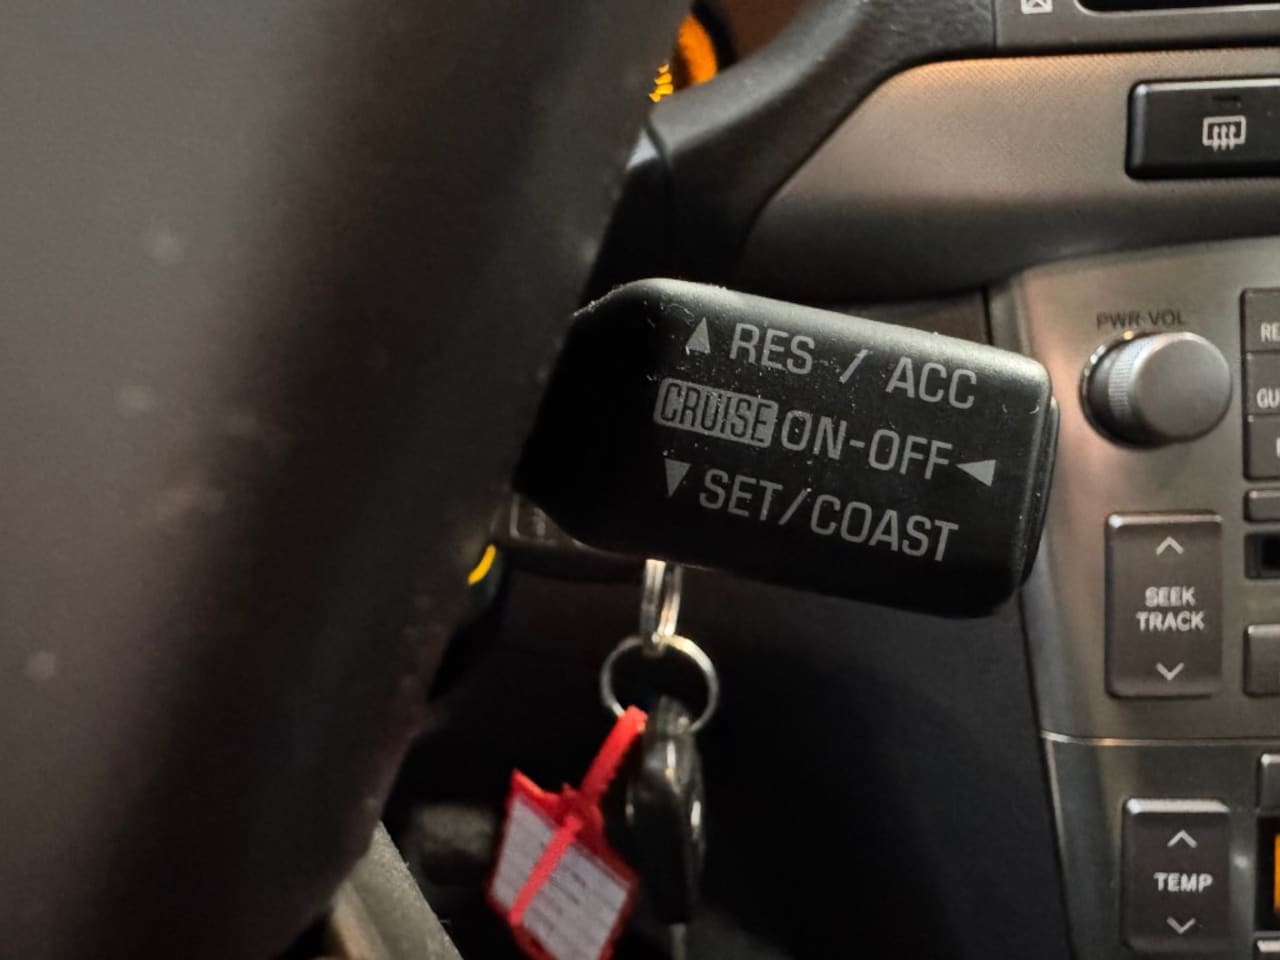 ▲ RES / ACC
CRUISE ON-OFF ◄
▼ SET/COAST
PWR·VOL
SEEK
TRACK
TEMP